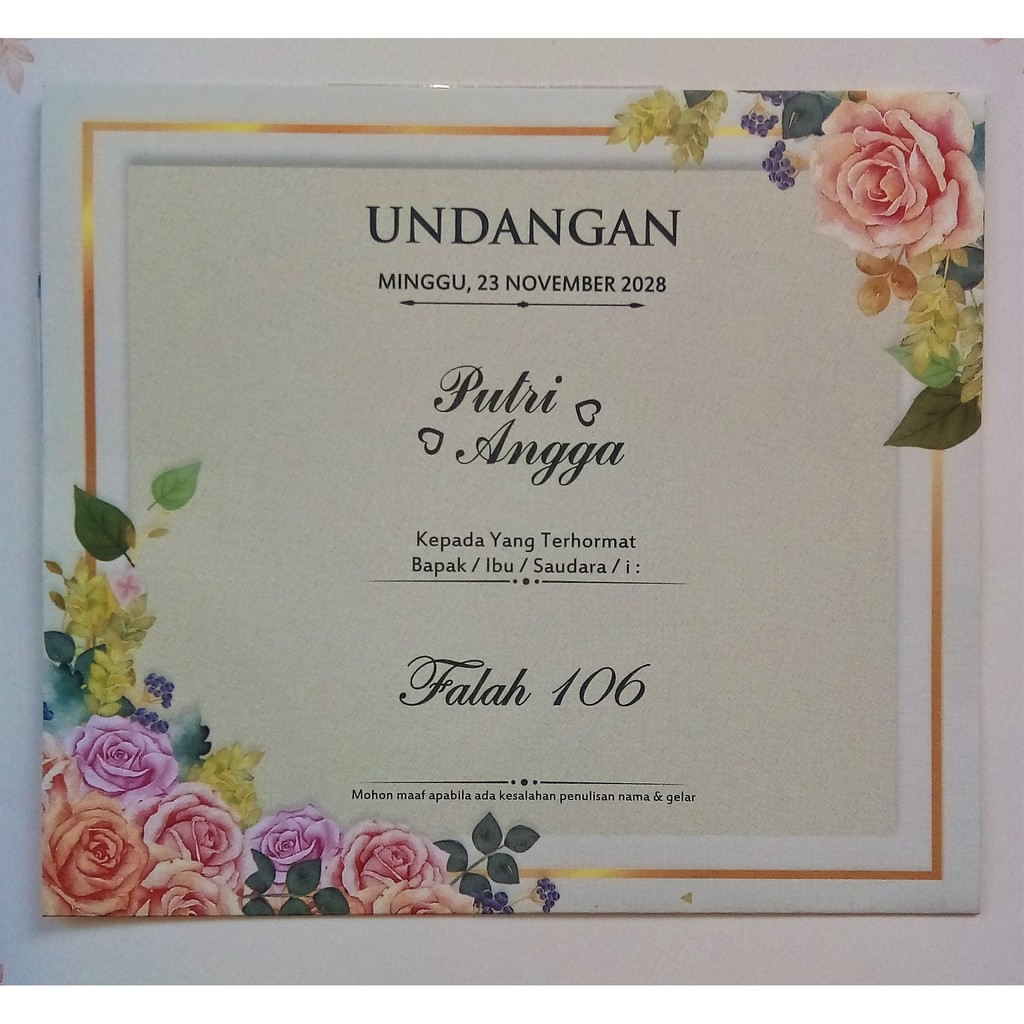 UNDANGAN
MINGGU, 23 NOVEMBER 2028
Putri
Angga
Kepada Yang Terhormat
Bapak / Ibu / Saudara / i :
Falah 106
Mohon maaf apabila ada kesalahan penulisan nama & gelar